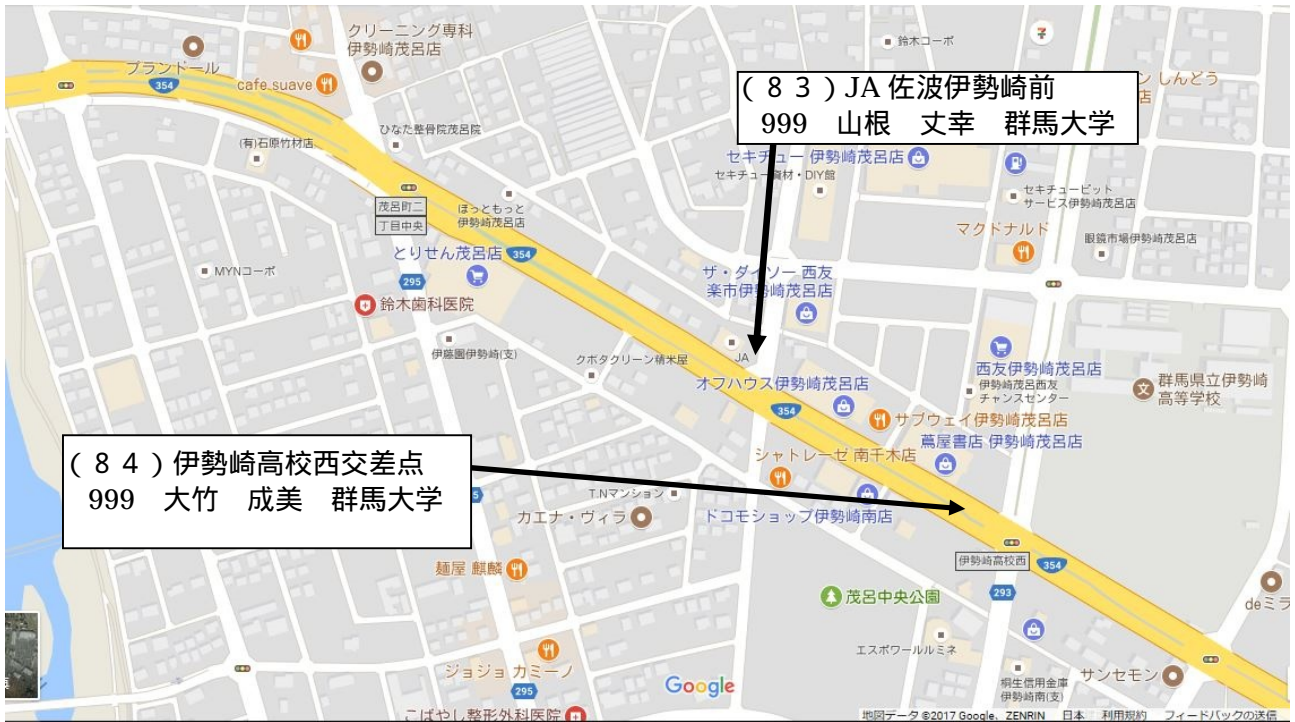 クリーニング専科
伊勢崎茂呂店
ブランドール
354
cafe suave
鈴木コーポ
(有)石原竹材店
ひなた整骨院茂呂院
(83)JA佐波伊勢崎前
999 山根 丈幸 群馬大学
しんどう
店
セキチュー 伊勢崎茂呂店
セキチュー資材・DIY館
セキチューピット
サービス伊勢崎茂呂店
茂呂町二
丁目中央
ほっともっと
伊勢崎茂呂店
マクドナルド
眼鏡市場伊勢崎茂呂店
とりせん茂呂店
354
MYNコーポ
295
鈴木歯科医院
ザ・ダイソー 西友
楽市伊勢崎茂呂店
伊藤園伊勢崎(支)
クボタクリーン精米屋
JA
西友伊勢崎茂呂店
伊勢崎茂呂西友
チャンスセンター
群馬県立伊勢崎
高等学校
オフハウス伊勢崎茂呂店
354
サブウェイ伊勢崎茂呂店
蔦屋書店 伊勢崎茂呂店
(84)伊勢崎高校西交差点
999 大竹 成美 群馬大学
シャトレーゼ 南千木店
T.Nマンション
カエナ・ヴィラ
ドコモショップ伊勢崎南店
伊勢崎高校西
354
麺屋 麒麟
茂呂中央公園
293
deミラ
エスポワールルミネ
ジョジョ カミーノ
295
Google
桐生信用金庫
伊勢崎南(支)
サンセモン
こばやし整形外科医院
地図データ ©2017 Google、ZENRIN 日本 利用規約 フィードバックの送信